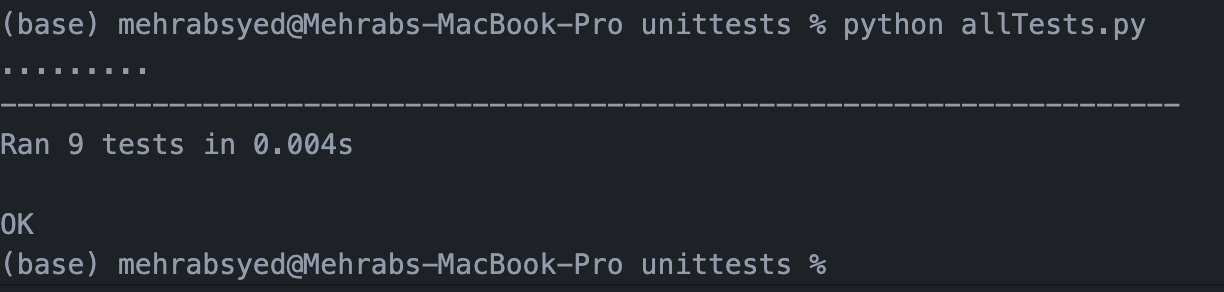 (base) mehrabsyed@Mehrabs-MacBook-Pro unittests % python allTests.py
.........
----------------------------------------------------------------------
Ran 9 tests in 0.004s
OK
(base) mehrabsyed@Mehrabs-MacBook-Pro unittests %